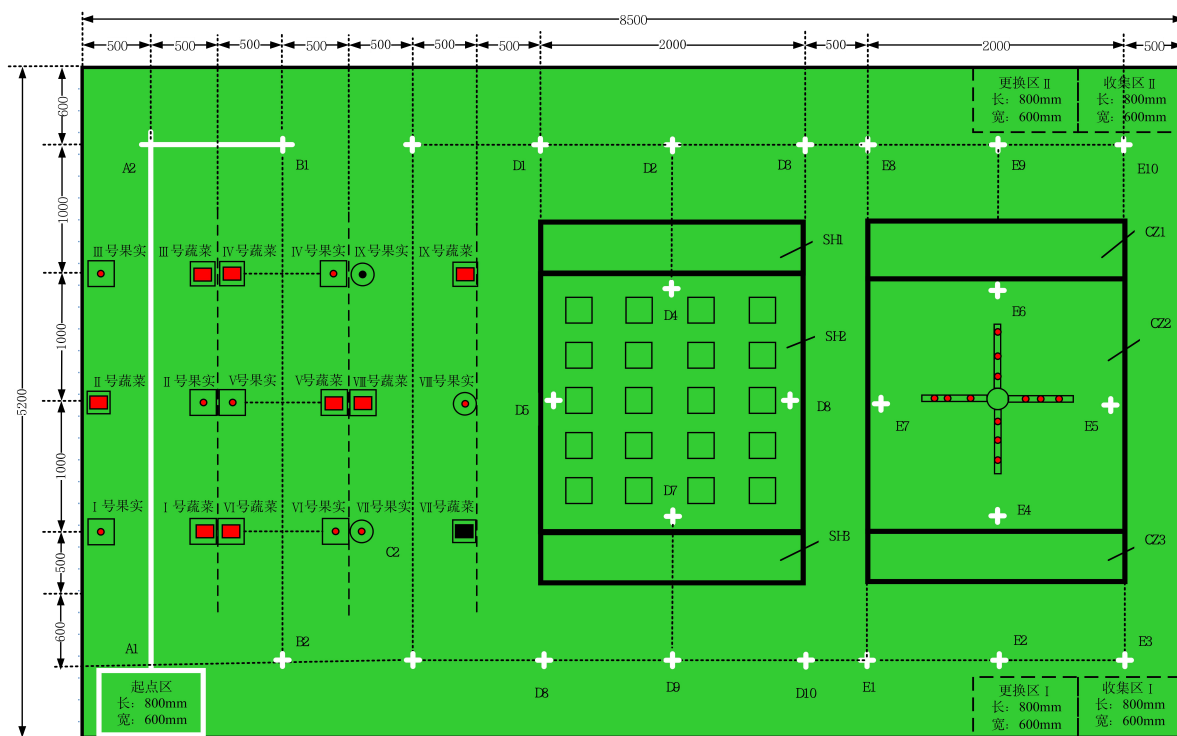 8500
500
500
500
500
500
500
500
2000
500
2000
500
更换区Ⅱ
长：800mm
宽：600mm
收集区Ⅱ
长：800mm
宽：600mm
600
A2
B1
D1
D2
D3
E8
E9
E10
1000
Ⅲ号果实
Ⅲ号蔬菜
Ⅳ号蔬菜
Ⅳ号果实
Ⅸ号果实
Ⅸ号蔬菜
SH1
CZ1
1000
D4
E6
SH2
CZ2
5200
Ⅱ号蔬菜
Ⅱ号果实
Ⅴ号果实
Ⅴ号蔬菜
Ⅷ号蔬菜
Ⅷ号果实
D5
D8
E7
E5
1000
D7
E4
Ⅰ号果实
Ⅰ号蔬菜
Ⅵ号蔬菜
Ⅵ号果实
Ⅶ号果实
Ⅶ号蔬菜
C2
SH3
CZ3
500
600
A1
B2
D8
D9
D10
E1
E2
E3
起点区
长：800mm
宽：600mm
更换区Ⅰ
长：800mm
宽：600mm
收集区Ⅰ
长：800mm
宽：600mm